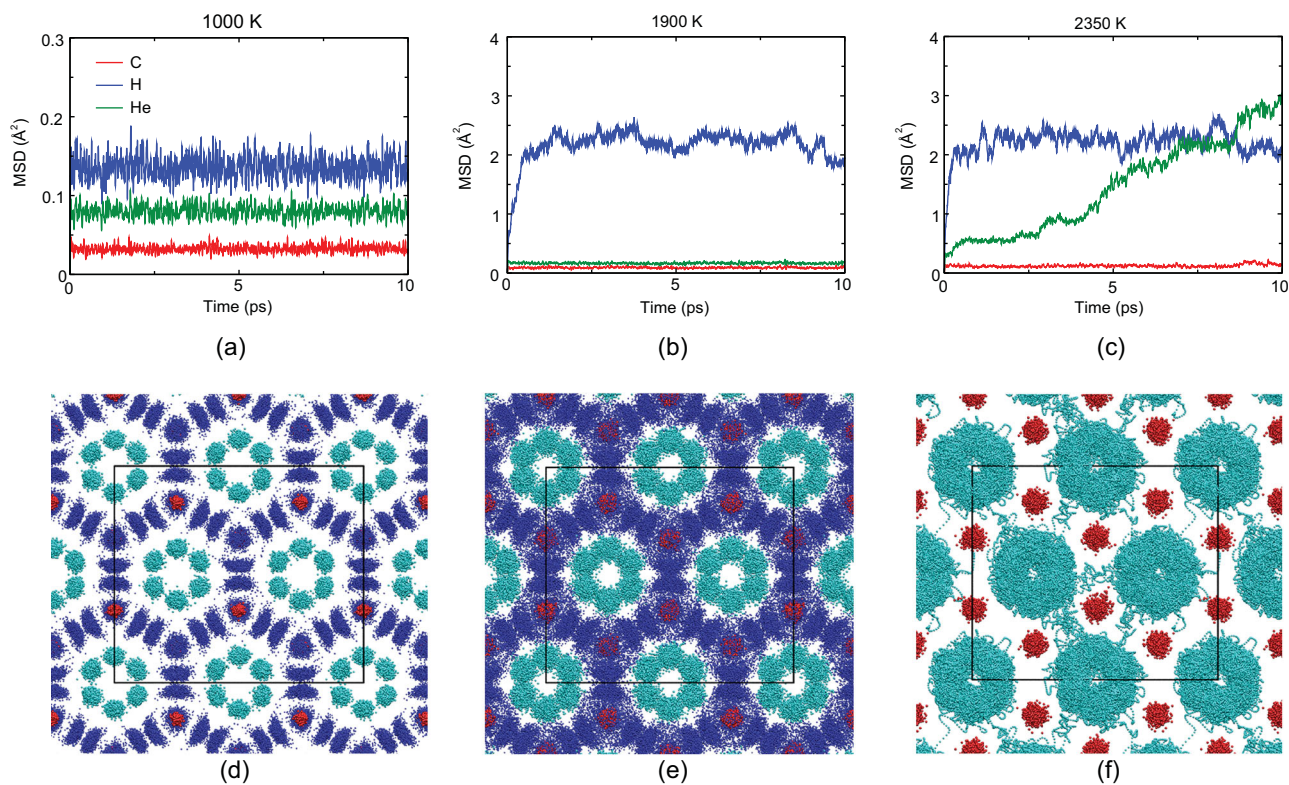 1000 K
0.3
0.2
0.1
0
MSD (Å²)
C
H
He
0 5 10
Time (ps)
(a)
1900 K
4
3
2
1
0
MSD (Å²)
0 5 10
Time (ps)
(b)
2350 K
4
3
2
1
0
MSD (Å²)
0 5 10
Time (ps)
(c)
(d)
(e)
(f)